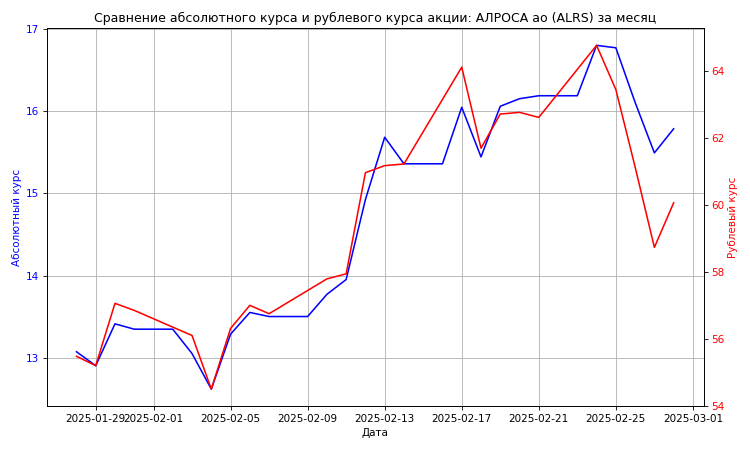 Сравнение абсолютного курса и рублевого курса акции: АЛРОСА ао (ALRS) за месяц
17
16
15
14
13
Абсолютный курс
64
62
60
58
56
54
Рублевый курс
2025-01-29 2025-02-01 2025-02-05 2025-02-09 2025-02-13 2025-02-17 2025-02-21 2025-02-25 2025-03-01
Дата